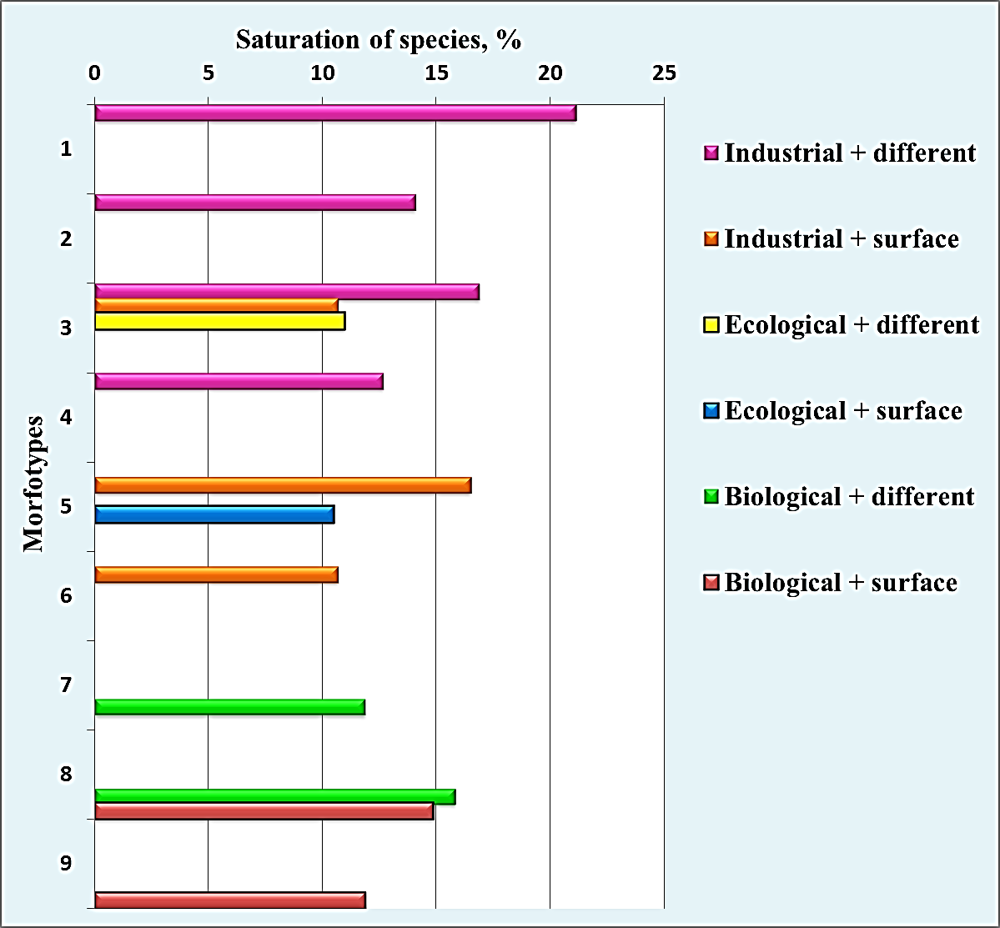 Saturation of species, %
0 5 10 15 20 25
1
2
3
4
5
6
7
8
9
Morfotypes
Industrial + different
Industrial + surface
Ecological + different
Ecological + surface
Biological + different
Biological + surface